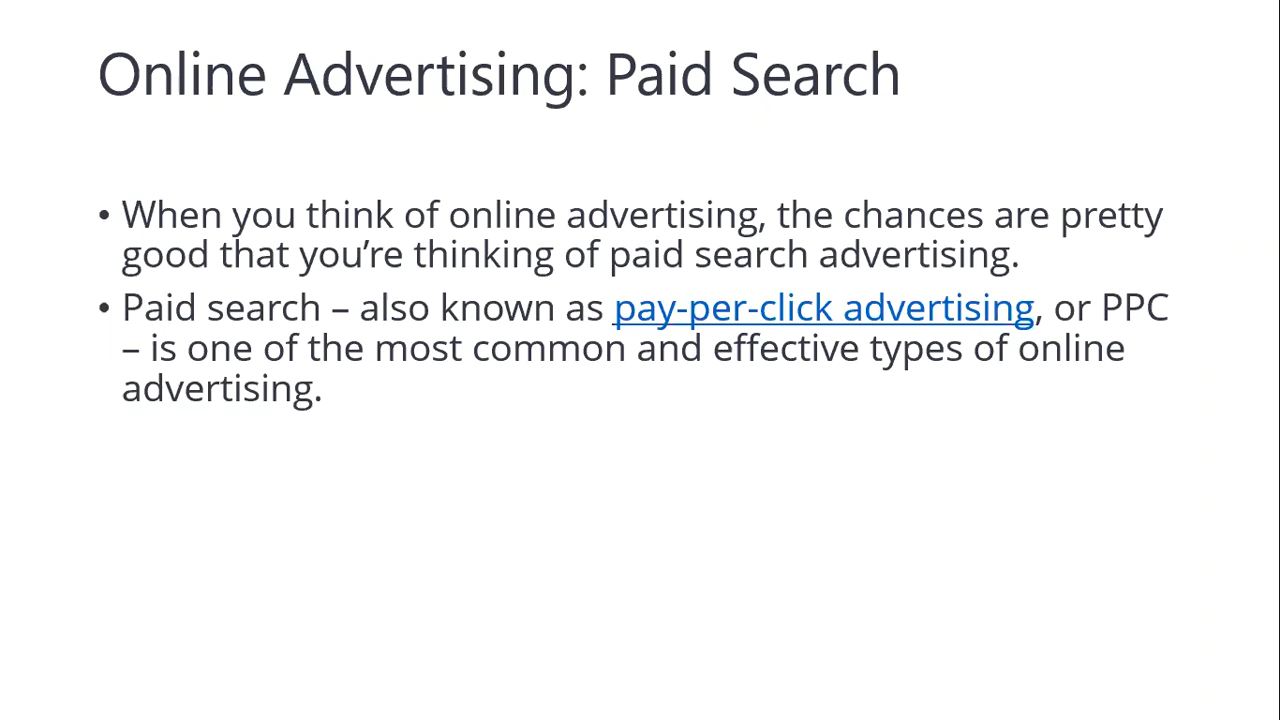 Online Advertising: Paid Search
• When you think of online advertising, the chances are pretty
good that you’re thinking of paid search advertising.
• Paid search – also known as pay-per-click advertising, or PPC
– is one of the most common and effective types of online
advertising.